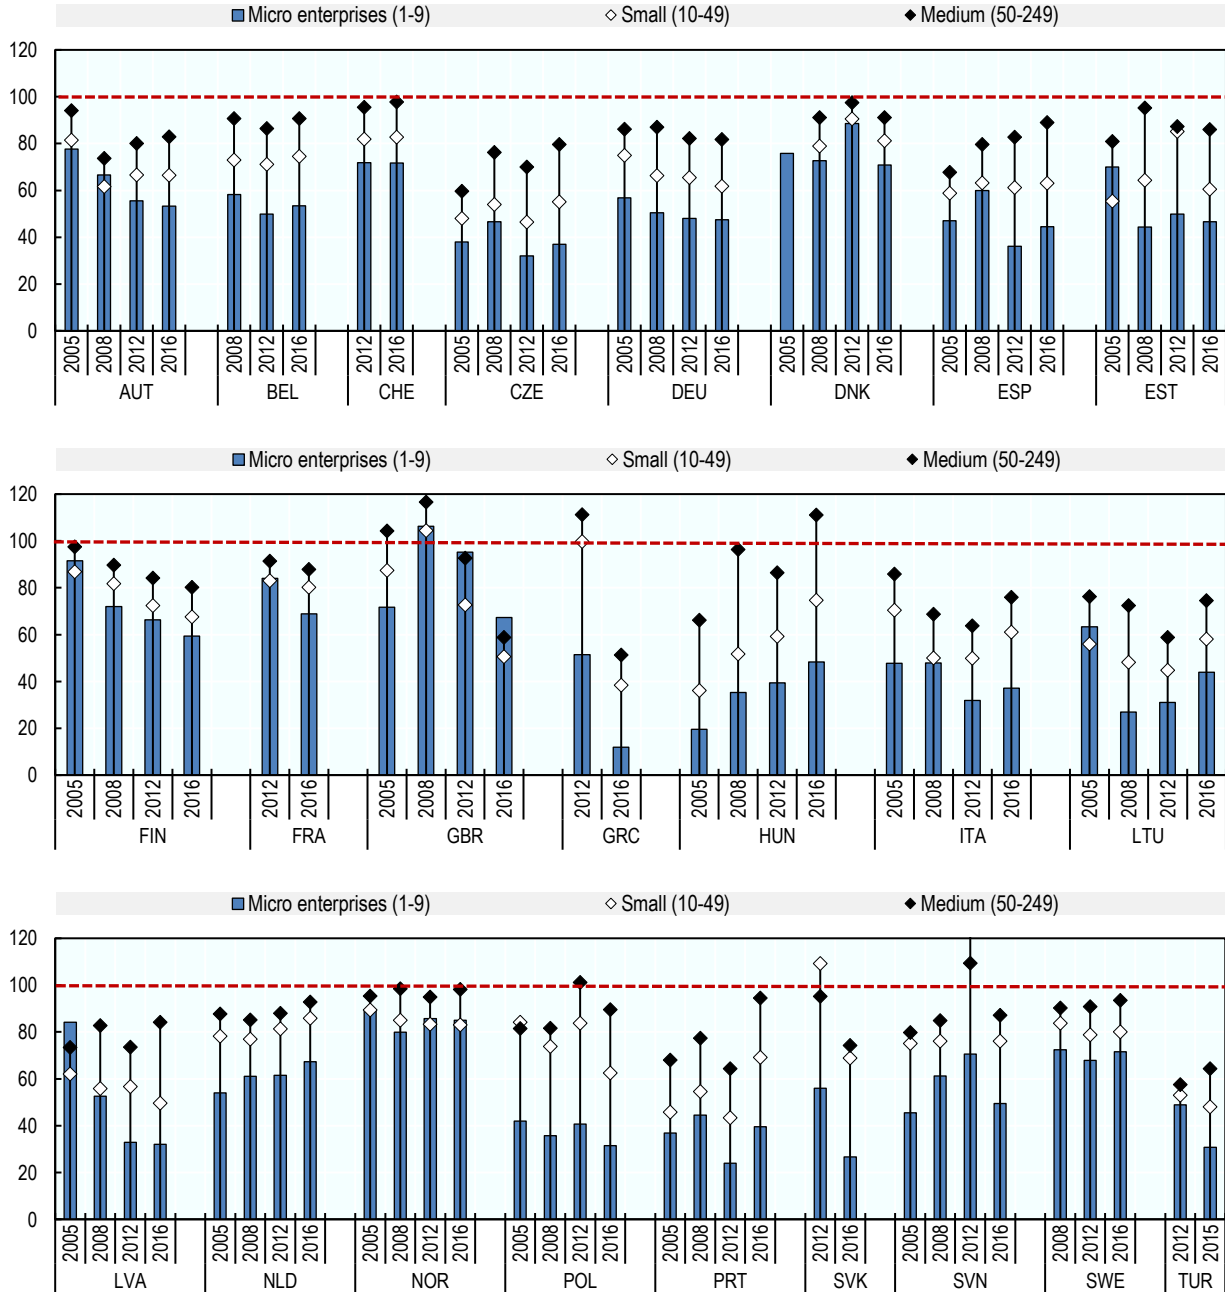 Micro enterprises (1-9) Small (10-49) Medium (50-249)
120
100
80
60
40
20
0
2005 2008 2012 2016 2008 2012 2016 2012 2016 2005 2008 2012 2016 2005 2008 2012 2016 2005 2008 2012 2016 2005 2008 2012 2016 2005 2008 2012 2016
AUT BEL CHE CZE DEU DNK ESP EST
Micro enterprises (1-9) Small (10-49) Medium (50-249)
120
100
80
60
40
20
0
2005 2008 2012 2016 2012 2016 2005 2008 2012 2016 2012 2016 2005 2008 2012 2016 2005 2008 2012 2016 2005 2008 2012 2016
FIN FRA GBR GRC HUN ITA LTU
Micro enterprises (1-9) Small (10-49) Medium (50-249)
120
100
80
60
40
20
0
2005 2008 2012 2016 2005 2008 2012 2016 2005 2008 2012 2016 2005 2008 2012 2016 2005 2008 2012 2016 2012 2016 2005 2008 2012 2016 2008 2012 2016 2012 2015
LVA NLD NOR POL PRT SVK SVN SWE TUR